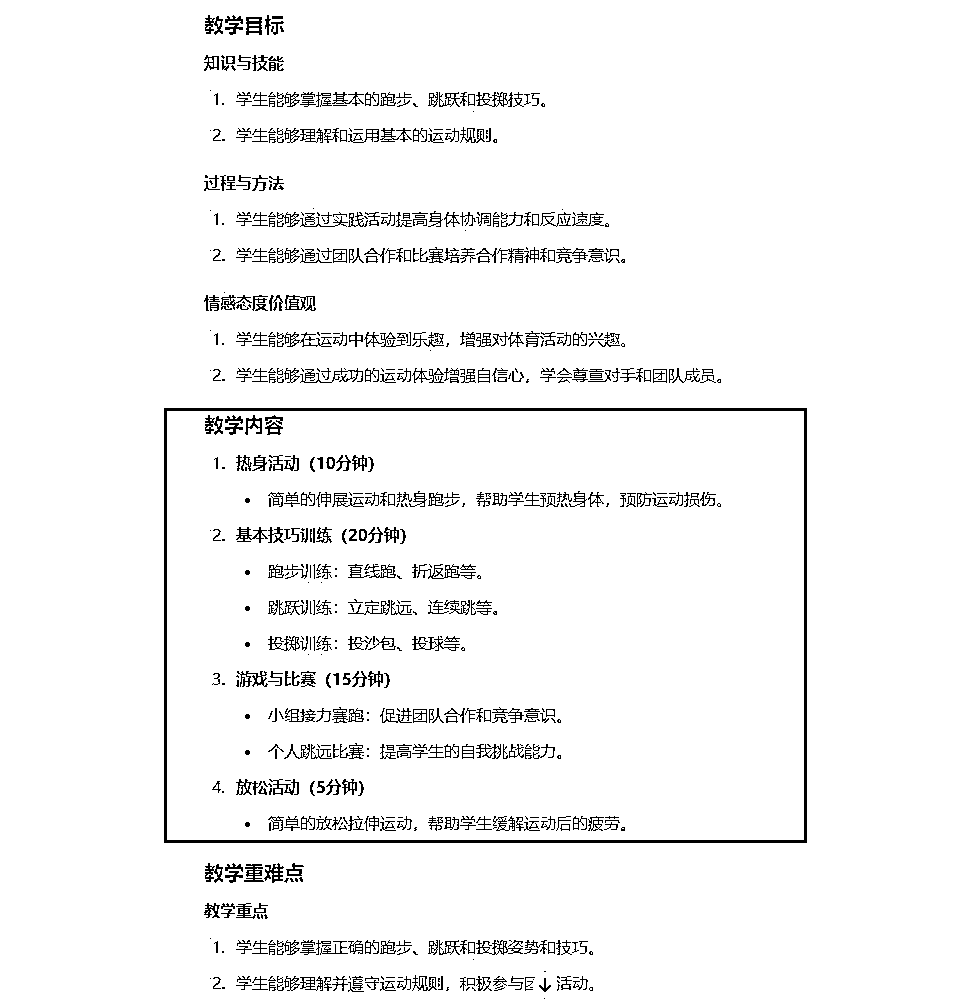 教学目标
知识与技能
1. 学生能够掌握基本的跑步、跳跃和投掷技巧。
2. 学生能够理解和运用基本的运动规则。
过程与方法
1. 学生能够通过实践活动提高身体协调能力和反应速度。
2. 学生能够通过团队合作和比赛培养合作精神和竞争意识。
情感态度价值观
1. 学生能够在运动中体验到乐趣，增强对体育活动的兴趣。
2. 学生能够通过成功的运动体验增强自信心，学会尊重对手和团队成员。
教学内容
1. 热身活动（10分钟）
• 简单的伸展运动和热身跑步，帮助学生预热身体，预防运动损伤。
2. 基本技巧训练（20分钟）
• 跑步训练：直线跑、折返跑等。
• 跳跃训练：立定跳远、连续跳等。
• 投掷训练：投沙包、投球等。
3. 游戏与比赛（15分钟）
• 小组接力赛跑：促进团队合作和竞争意识。
• 个人跳远比赛：提高学生的自我挑战能力。
4. 放松活动（5分钟）
• 简单的放松拉伸运动，帮助学生缓解运动后的疲劳。
教学重难点
教学重点
1. 学生能够掌握正确的跑步、跳跃和投掷姿势和技巧。
2. 学生能够理解并遵守运动规则，积极参与 活动。